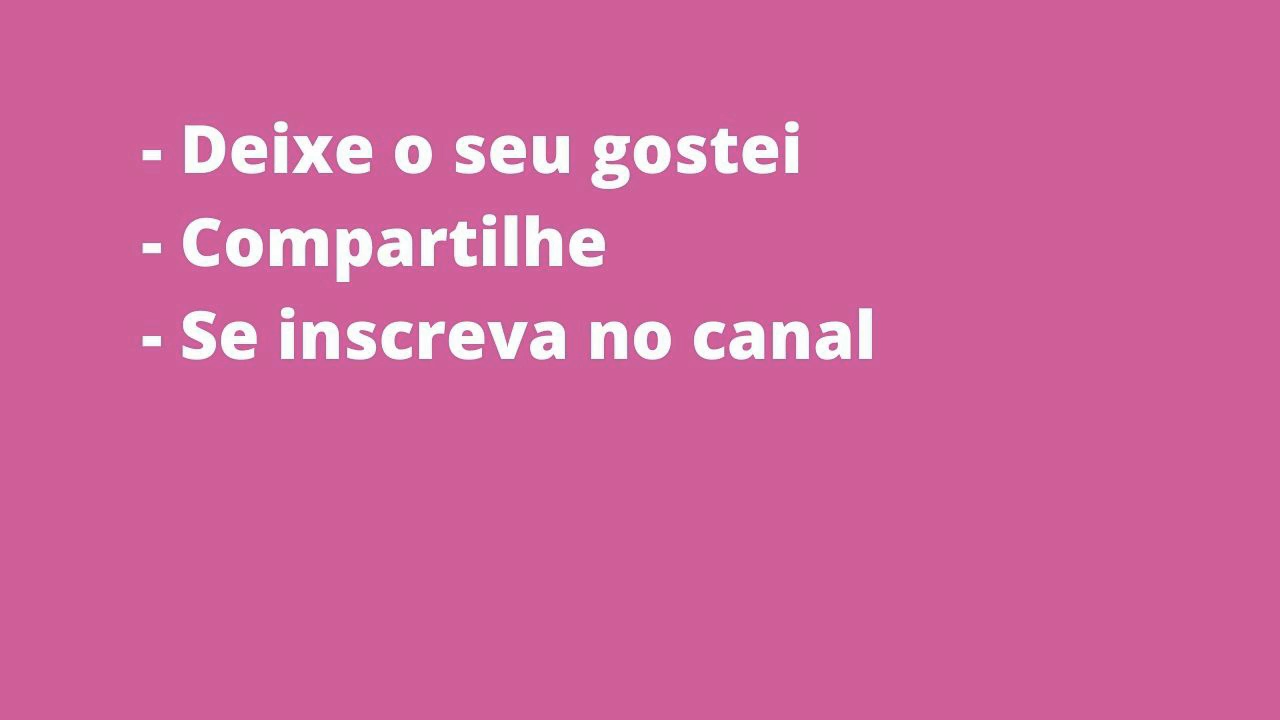 - Deixe o seu gostei
- Compartilhe
- Se inscreva no canal